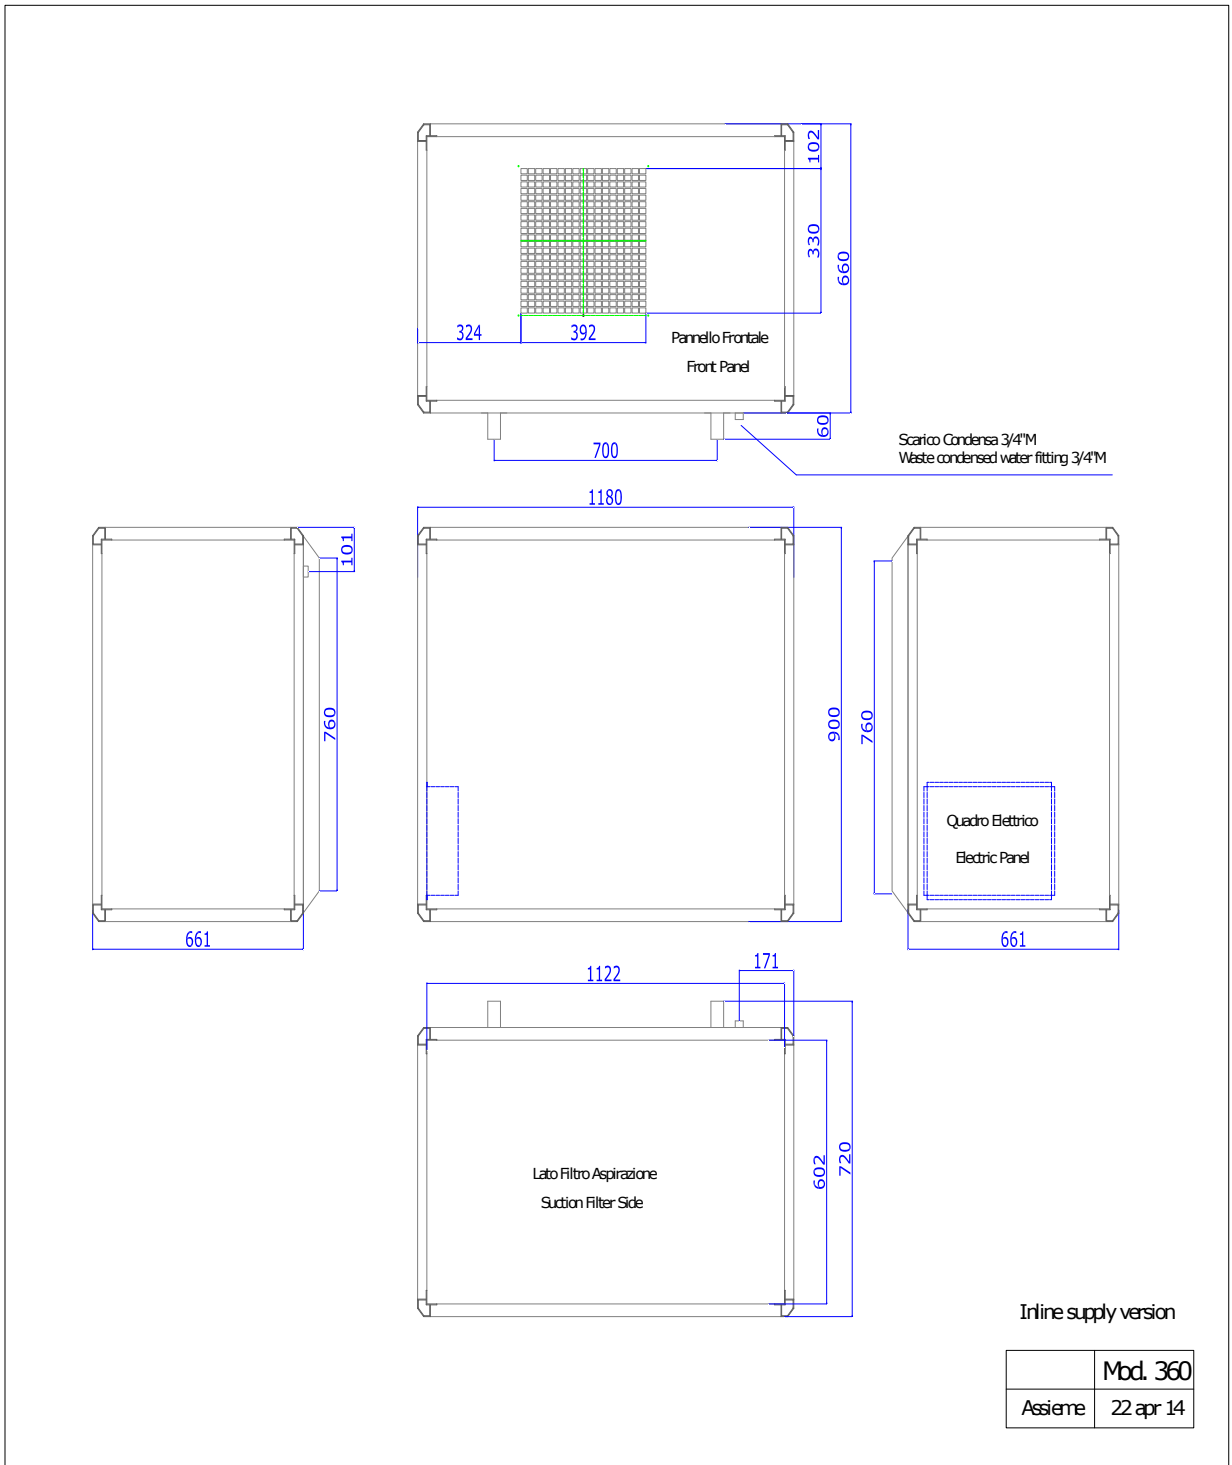 102
330
660
324
392
Pannello Frontale
Front Panel
60
700
Scarico Condensa 3/4"M
Waste condensed water fitting 3/4"M
1180
101
760
900
760
Quadro Elettrico
Electric Panel
661
661
171
1122
602
720
Lato Filtro Aspirazione
Suction Filter Side
Inline supply version
Mod. 360
Assieme 22 apr 14